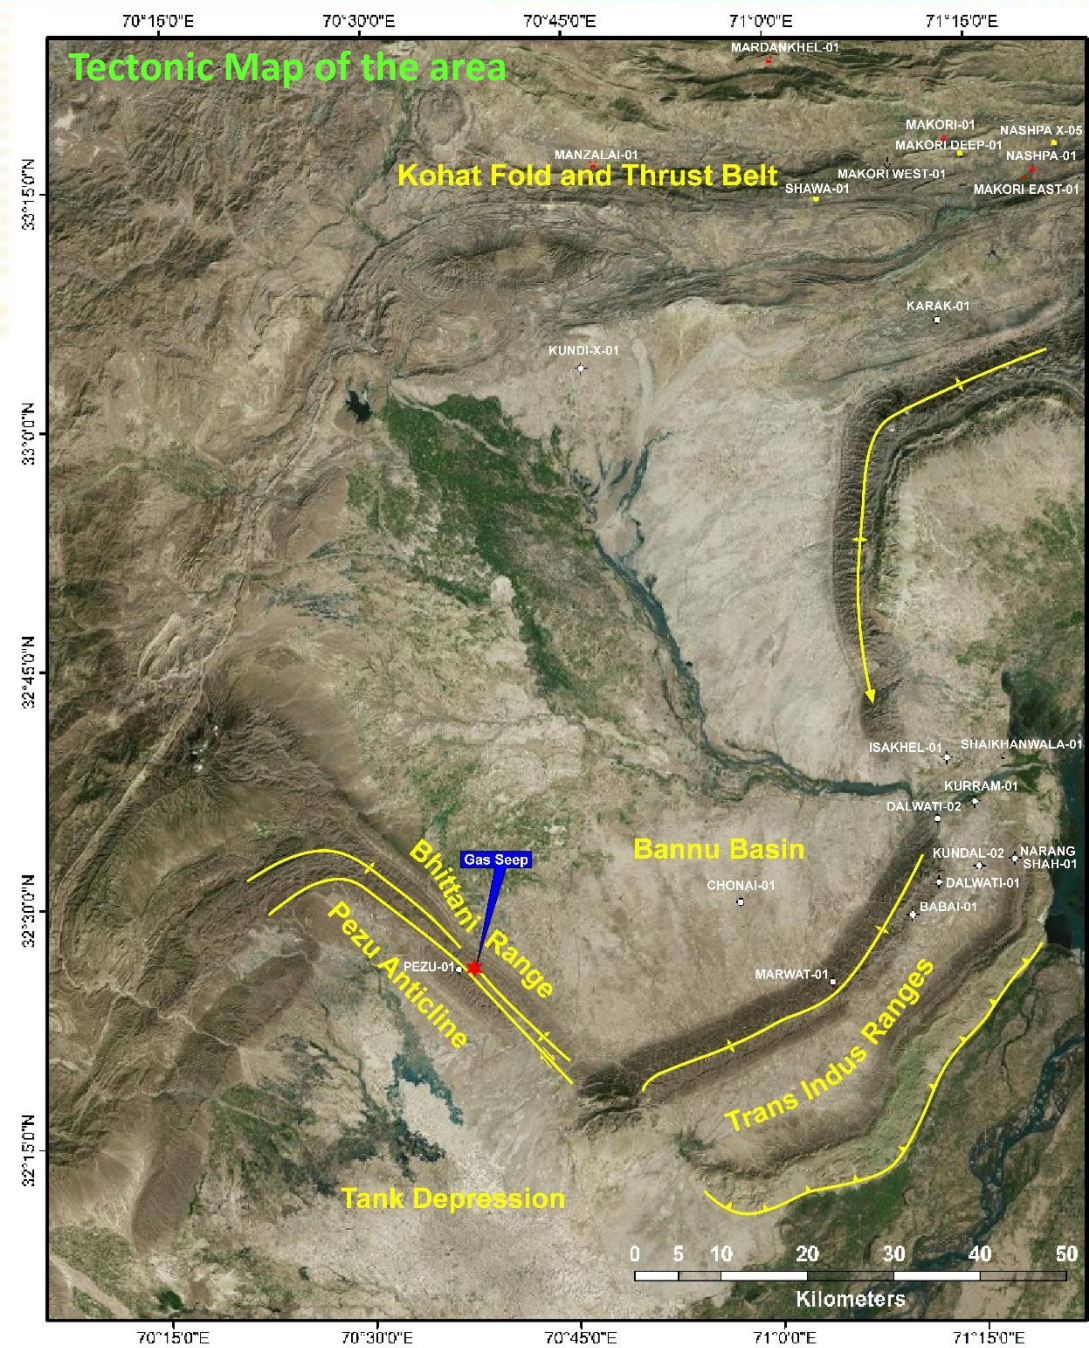 70°15'0"E 70°30'0"E 70°45'0"E 71°0'0"E 71°15'0"E
Tectonic Map of the area
MARDANKHEL-01
MAKORI-01
NASHPA X-05
MAKORI DEEP-01
MANZALAI-01
NASHPA-01
Kohat Fold and Thrust Belt
MAKORI WEST-01
SHAWA-01
MAKORI EAST-01
33°15'0"N
KARAK-01
KUNDI-X-01
33°0'0"N
32°45'0"N
ISAKHEL-01
SHAIKHANWALA-01
KURRAM-01
DALWATI-02
Bannu Basin
KUNDAL-02
NARANG
SHAH-01
Gas Seep
Bhittani Range
CHONAI-01
DALWATI-01
BABAI-01
32°30'0"N
PEZU-01
Pezu Anticline
MARWAT-01
Trans Indus Ranges
32°15'0"N
Tank Depression
0 5 10 20 30 40 50
Kilometers
70°15'0"E 70°30'0"E 70°45'0"E 71°0'0"E 71°15'0"E